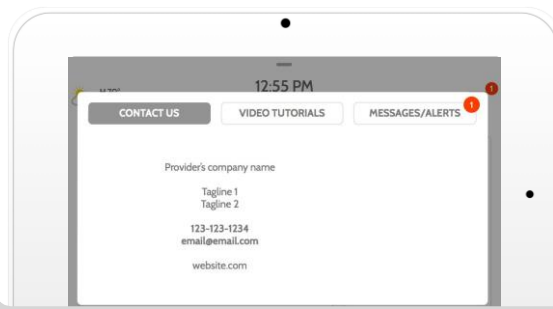 12:55 PM
1
CONTACT US
VIDEO TUTORIALS
MESSAGES/ALERTS
1
Provider's company name
Tagline 1
Tagline 2
123-123-1234
email@email.com
website.com